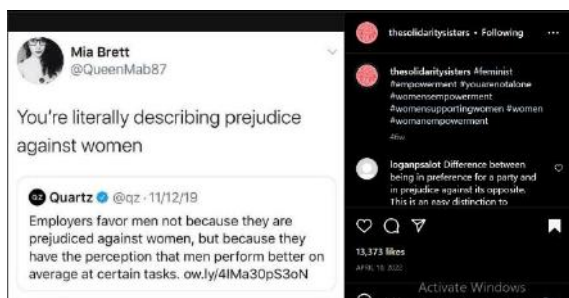 Mia Brett
@QueenMab87
You're literally describing prejudice
against women
Quartz @qz · 11/12/19
Employers favor men not because they are
prejudiced against women, but because they
have the perception that men perform better on
average at certain tasks. ow.ly/4IMa30pS3oN
thesolidaritysisters • Following
thesolidaritysisters #feminist
#empowerment #youarenotalone
#womensempowerment
#womensupportingwomen #women
#womanempowerment
46w
loganpsalot Difference between
being in preference for a party and
in prejudice against its opposite.
This is an easy distinction to
13,373 likes
APRIL 18, 2020
Activate Windows